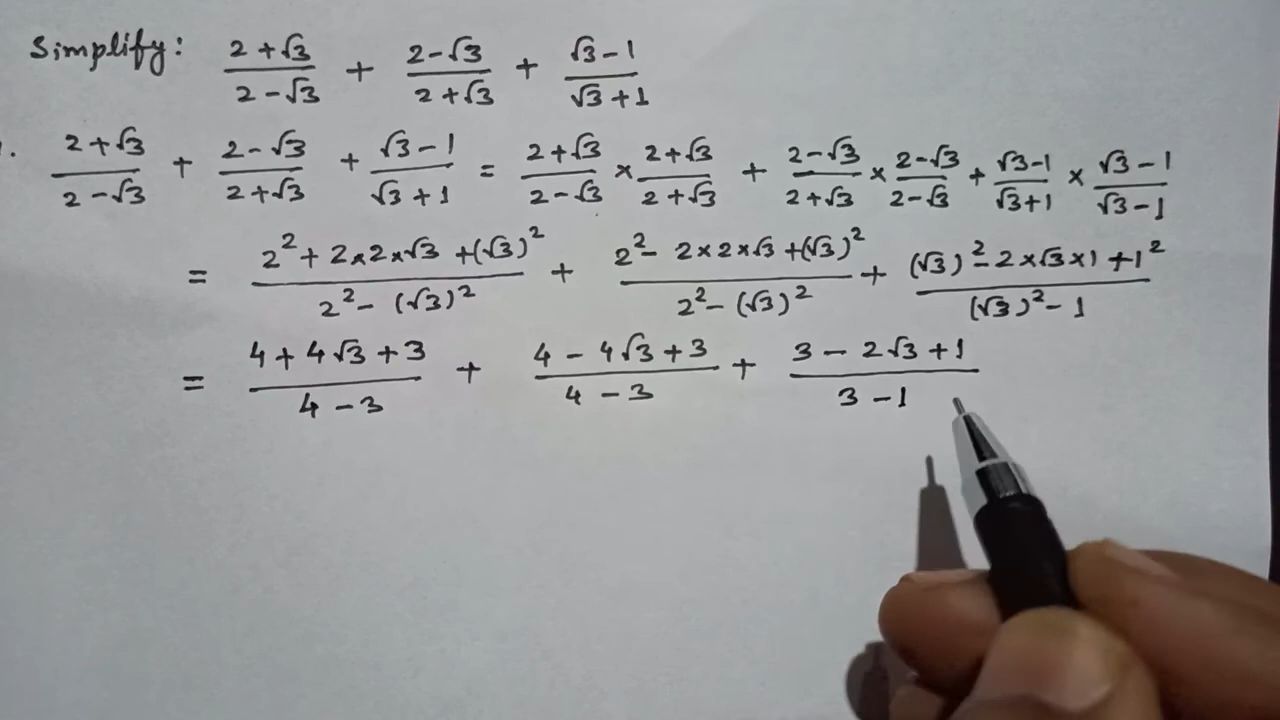 Simplify: (2+√3)/(2-√3) + (2-√3)/(2+√3) + (√3-1)/(√3+1)
(2+√3)/(2-√3) + (2-√3)/(2+√3) + (√3-1)/(√3+1) = (2+√3)/(2-√3) × (2+√3)/(2+√3) + (2-√3)/(2+√3) × (2-√3)/(2-√3) + (√3-1)/(√3+1) × (√3-1)/(√3-1)
= (2²+2×2×√3+(√3)²)/(2²-(√3)²) + (2²-2×2×√3+(√3)²)/(2²-(√3)²) + ((√3)²-2×√3×1+1²)/((√3)²-1)
= (4+4√3+3)/(4-3) + (4-4√3+3)/(4-3) + (3-2√3+1)/(3-1)